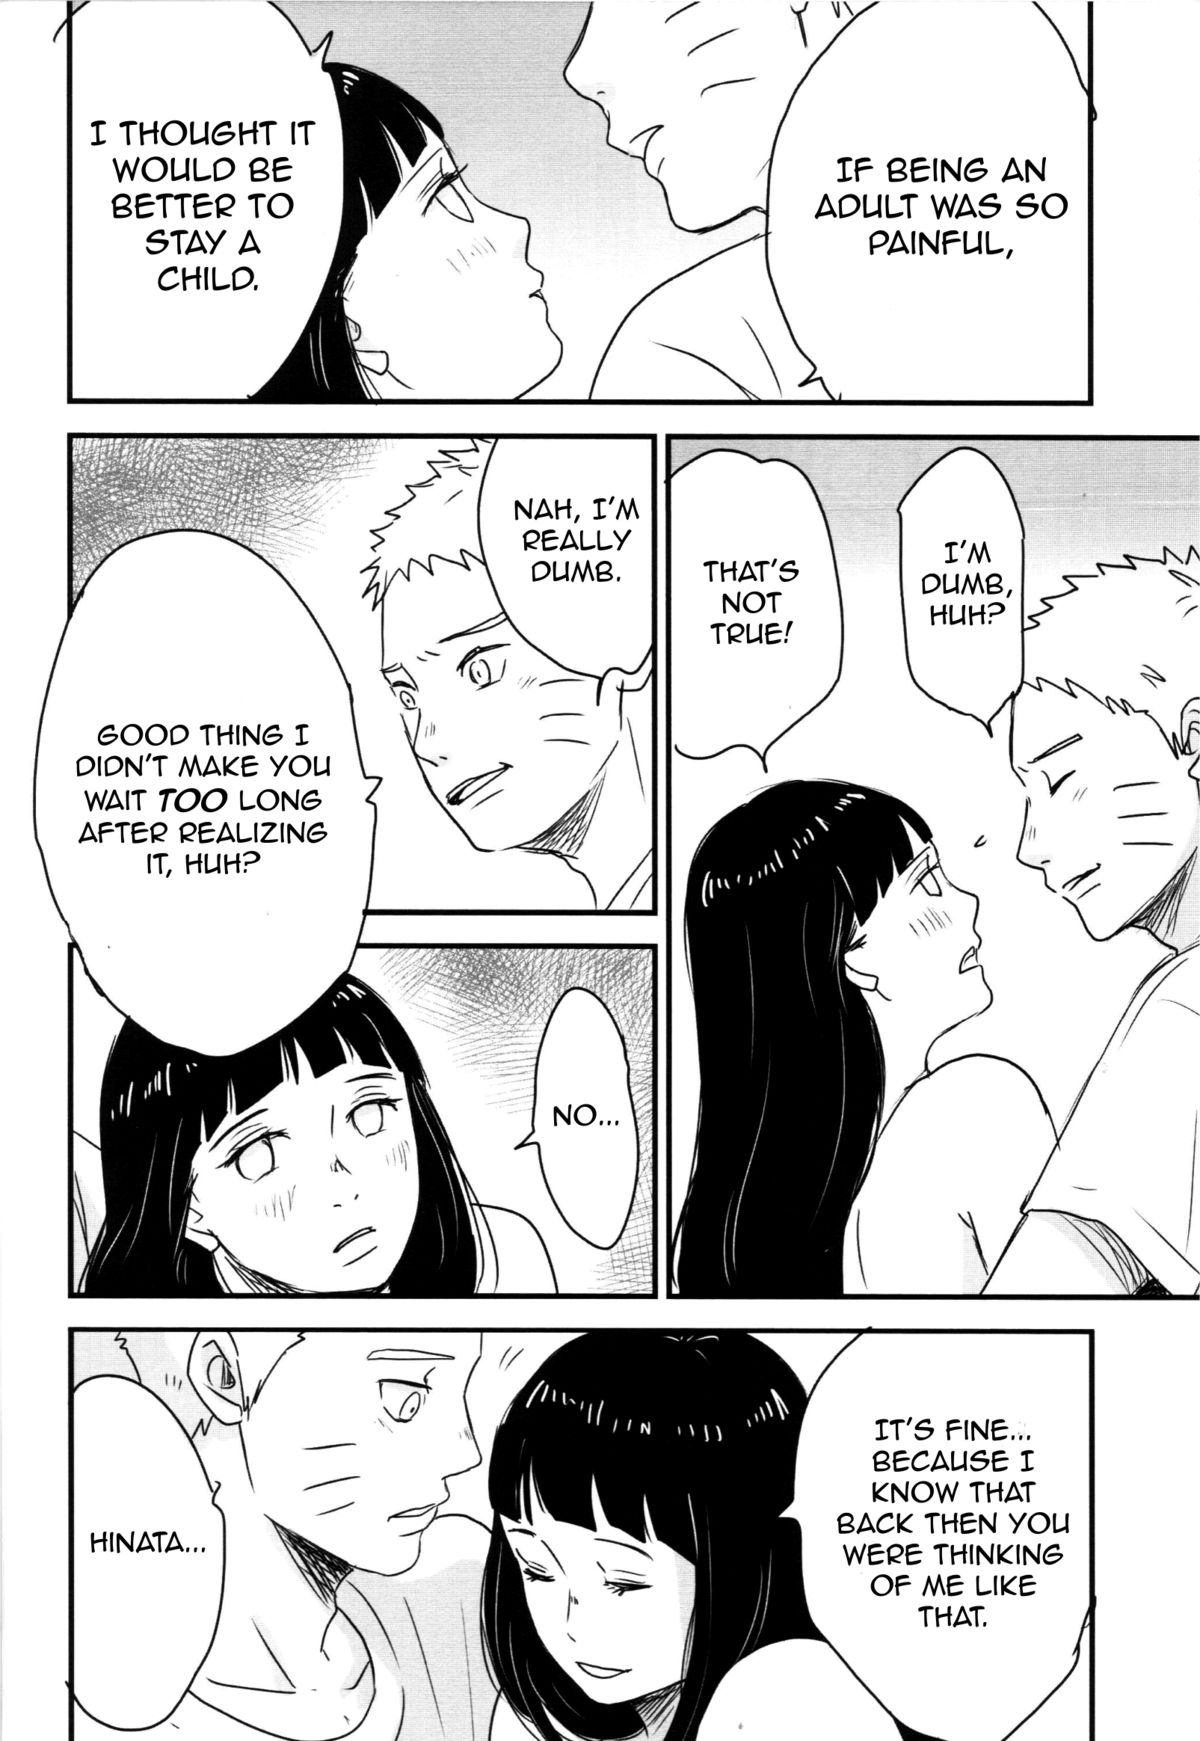 IF BEING AN
ADULT WAS SO
PAINFUL,
I THOUGHT IT
WOULD BE
BETTER TO
STAY A
CHILD.
I'M
DUMB,
HUH?
THAT'S
NOT
TRUE!
NAH, I'M
REALLY
DUMB.
GOOD THING I
DIDN'T MAKE YOU
WAIT TOO LONG
AFTER REALIZING
IT, HUH?
NO...
IT'S FINE...
BECAUSE I
KNOW THAT
BACK THEN YOU
WERE THINKING
OF ME LIKE
THAT.
HINATA...